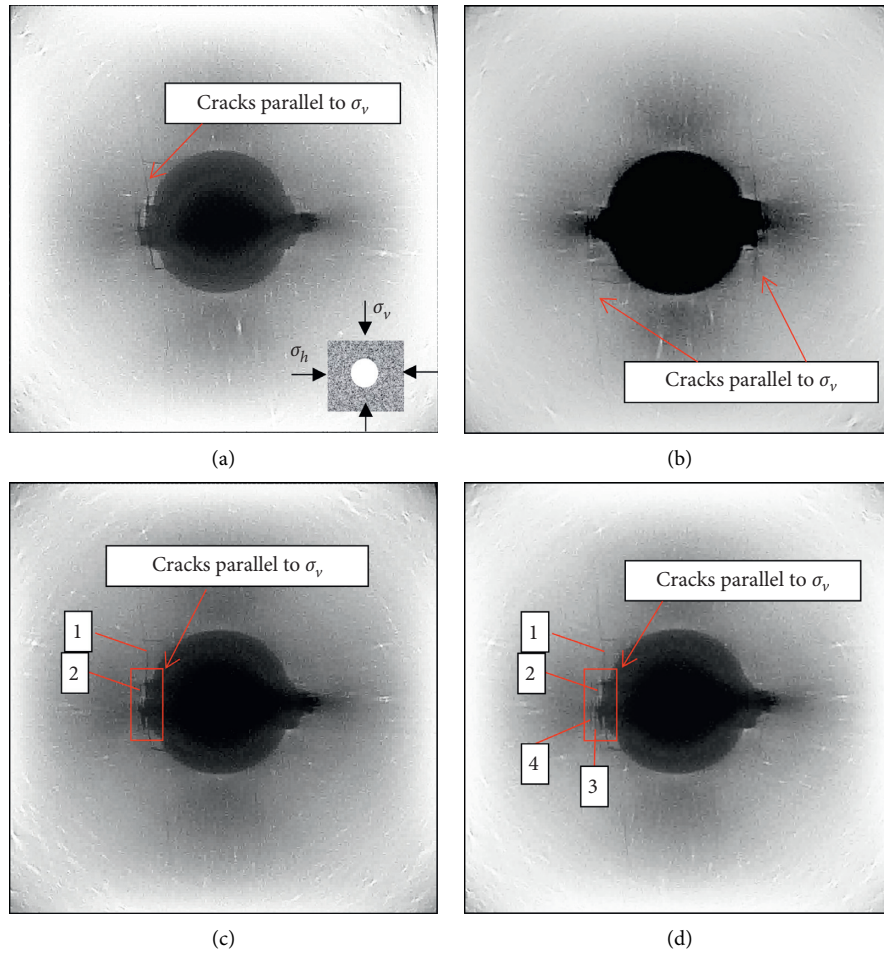 Cracks parallel to σᵥ
σᵥ
σₕ
(a)
Cracks parallel to σᵥ
(b)
Cracks parallel to σᵥ
1
2
(c)
Cracks parallel to σᵥ
1
2
4
3
(d)